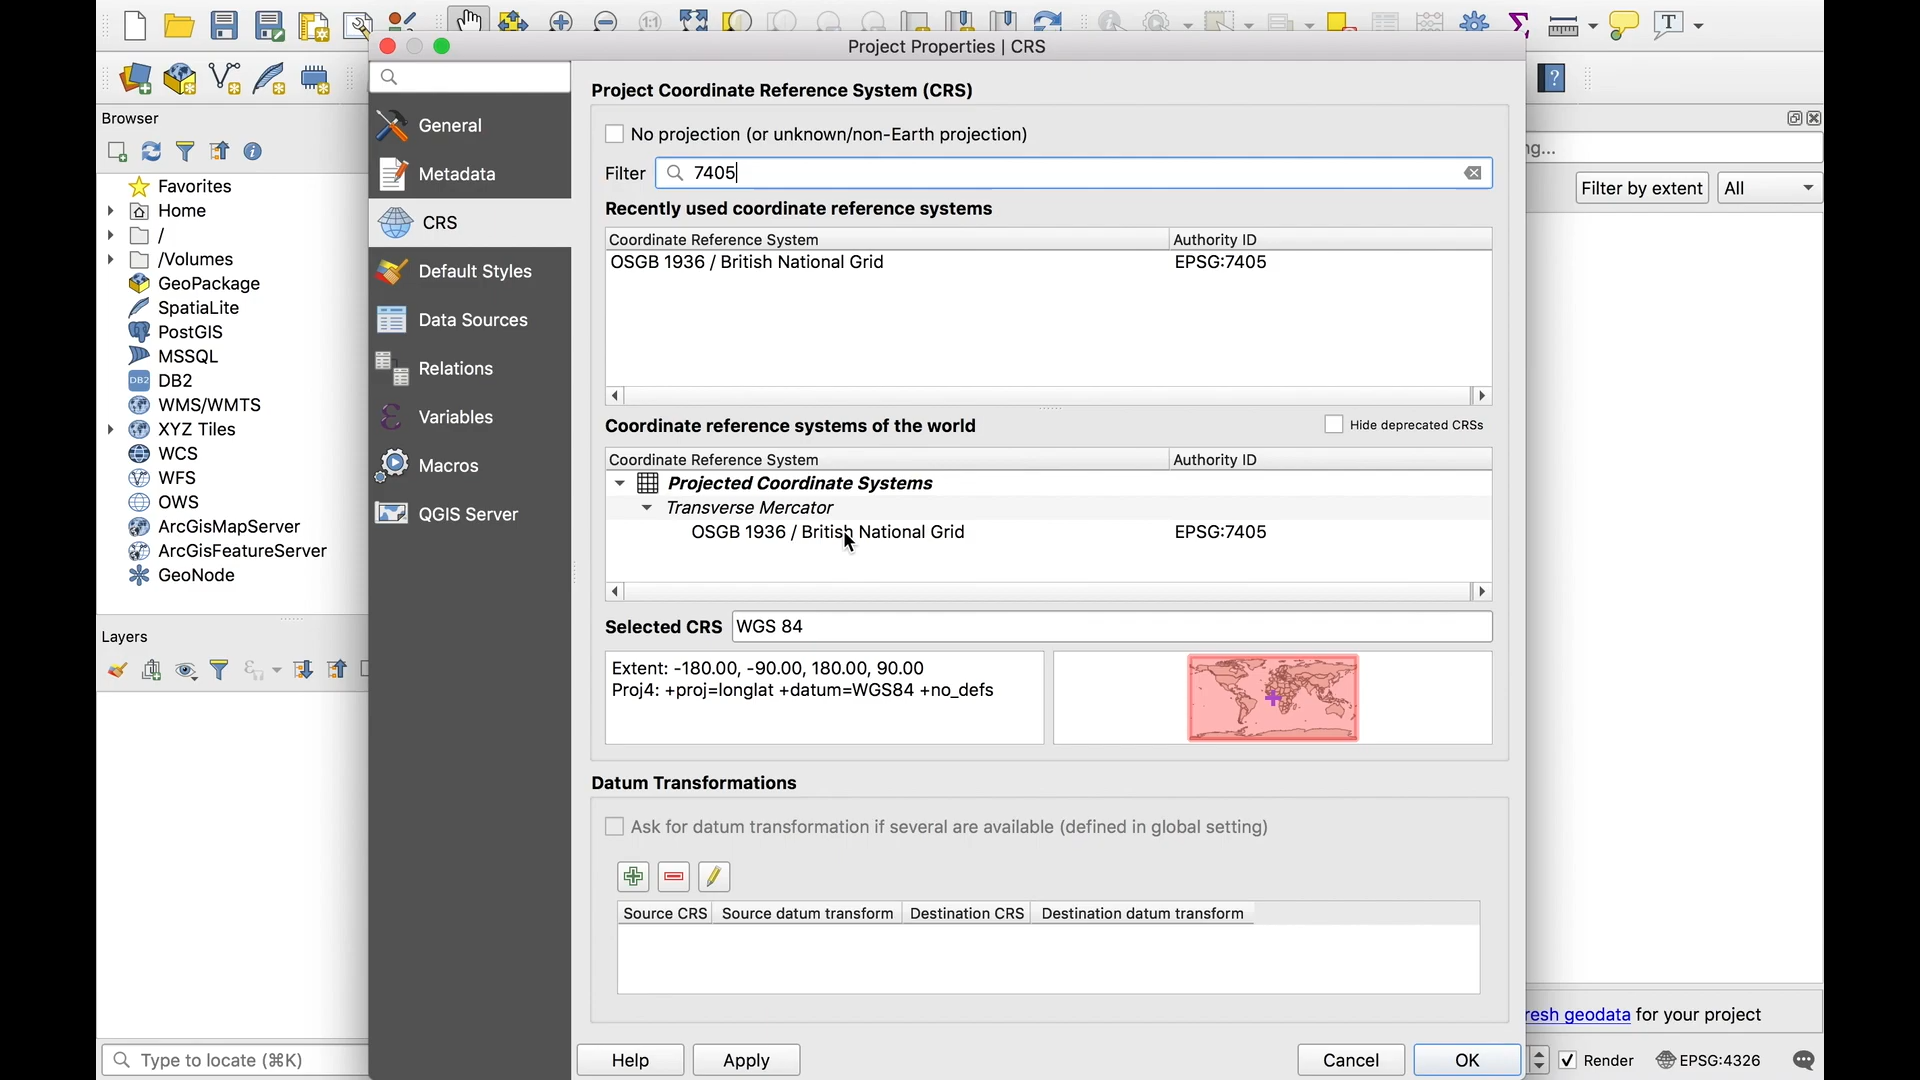 Project Properties | CRS
Browser
Favorites
Home
/
/Volumes
GeoPackage
SpatiaLite
PostGIS
MSSQL
DB2
WMS/WMTS
XYZ Tiles
WCS
WFS
OWS
ArcGisMapServer
ArcGisFeatureServer
GeoNode
Layers
Type to locate (⌘K)
General
Metadata
CRS
Default Styles
Data Sources
Relations
Variables
Macros
QGIS Server
Project Coordinate Reference System (CRS)
No projection (or unknown/non-Earth projection)
Filter 7405
Recently used coordinate reference systems
Coordinate Reference System Authority ID
OSGB 1936 / British National Grid EPSG:7405
Coordinate reference systems of the world Hide deprecated CRSs
Coordinate Reference System Authority ID
Projected Coordinate Systems
Transverse Mercator
OSGB 1936 / British National Grid EPSG:7405
Selected CRS WGS 84
Extent: -180.00, -90.00, 180.00, 90.00
Proj4: +proj=longlat +datum=WGS84 +no_defs
Datum Transformations
Ask for datum transformation if several are available (defined in global setting)
Source CRS Source datum transform Destination CRS Destination datum transform
Help Apply Cancel OK
ng...
Filter by extent All
resh geodata for your project
Render EPSG:4326